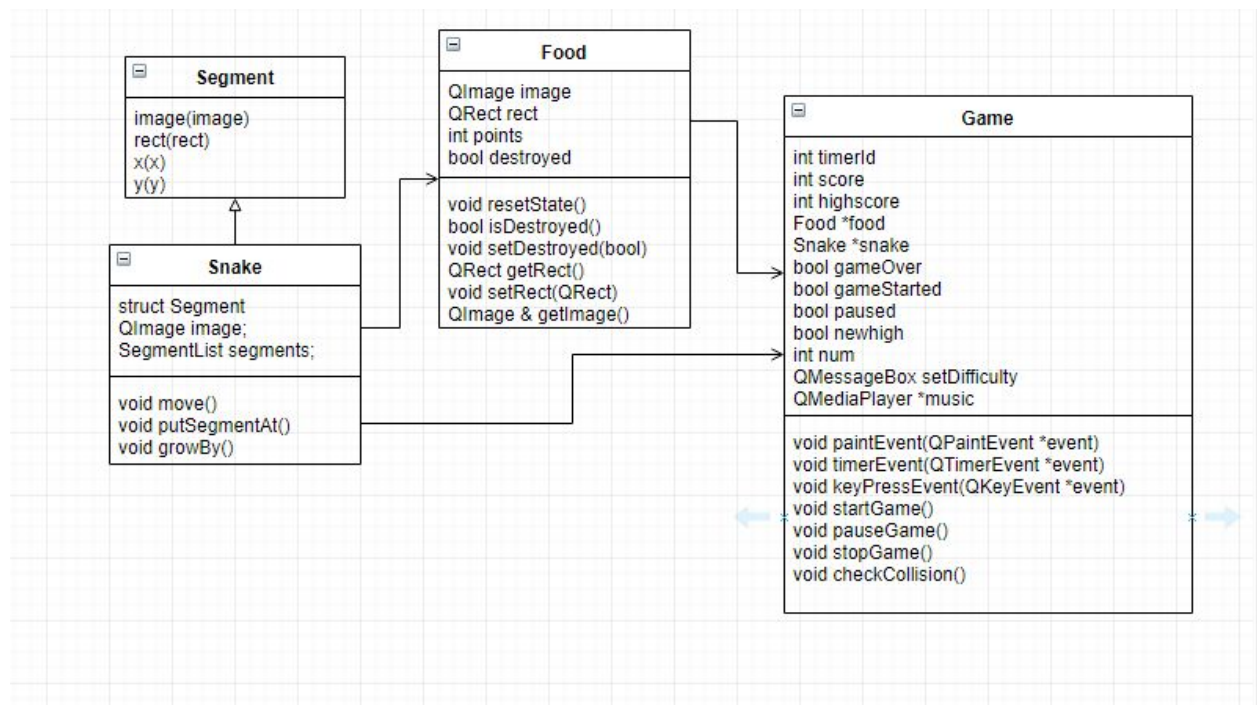 Segment
image(image)
rect(rect)
x(x)
y(y)
Snake
struct Segment
QImage image;
SegmentList segments;
void move()
void putSegmentAt()
void growBy()
Food
QImage image
QRect rect
int points
bool destroyed
void resetState()
bool isDestroyed()
void setDestroyed(bool)
QRect getRect()
void setRect(QRect)
QImage & getImage()
Game
int timerId
int score
int highscore
Food *food
Snake *snake
bool gameOver
bool gameStarted
bool paused
bool newhigh
int num
QMessageBox setDifficulty
QMediaPlayer *music
void paintEvent(QPaintEvent *event)
void timerEvent(QTimerEvent *event)
void keyPressEvent(QKeyEvent *event)
void startGame()
void pauseGame()
void stopGame()
void checkCollision()